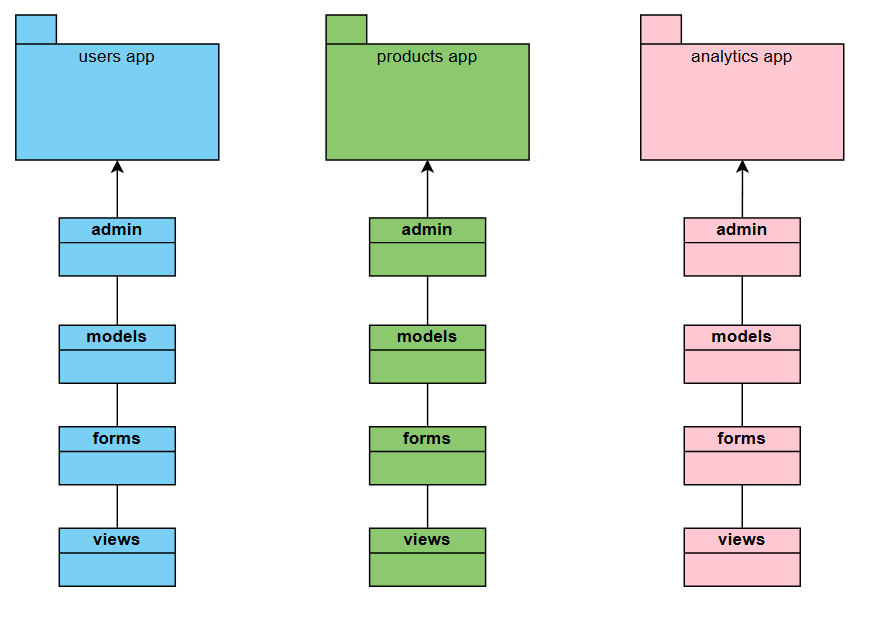 users app
products app
analytics app
admin
admin
admin
models
models
models
forms
forms
forms
views
views
views